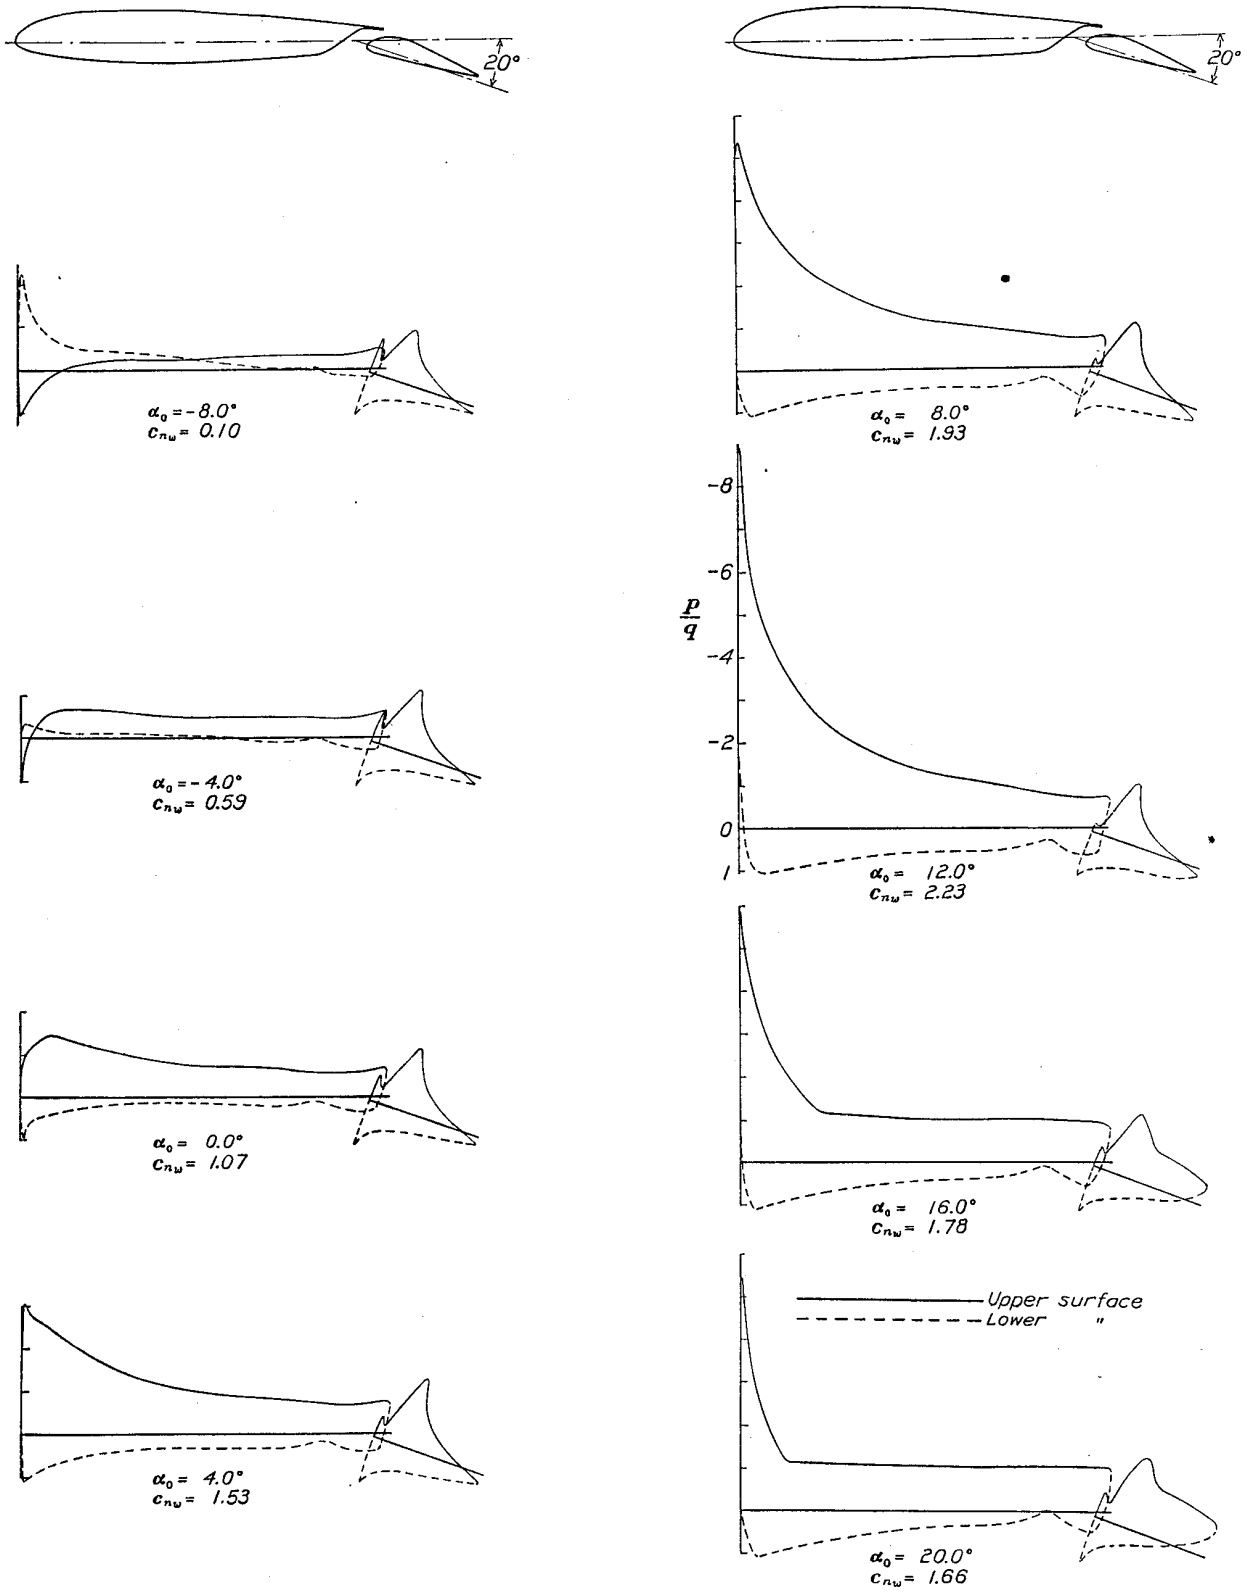 20°
20°
α₀ = -8.0°
cₙw = 0.10
α₀ = -4.0°
cₙw = 0.59
α₀ = 0.0°
cₙw = 1.07
α₀ = 4.0°
cₙw = 1.53
α₀ = 8.0°
cₙw = 1.93
-8
-6
p/q
-4
-2
0
1
α₀ = 12.0°
cₙw = 2.23
α₀ = 16.0°
cₙw = 1.78
Upper surface
Lower "
α₀ = 20.0°
cₙw = 1.66